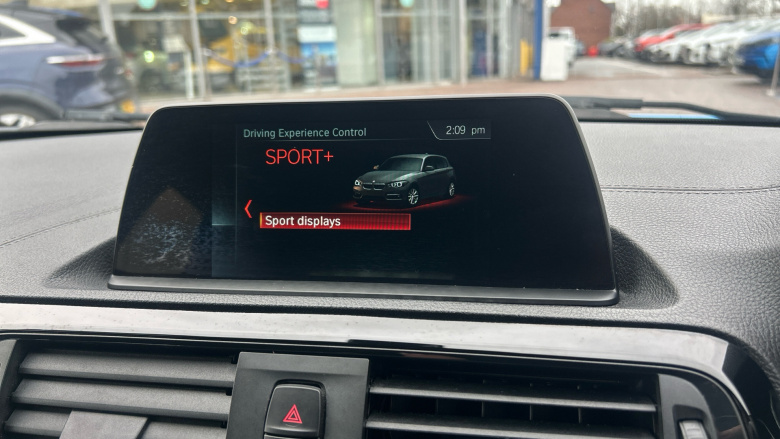 Driving Experience Control
2:09 pm
SPORT+
Sport displays